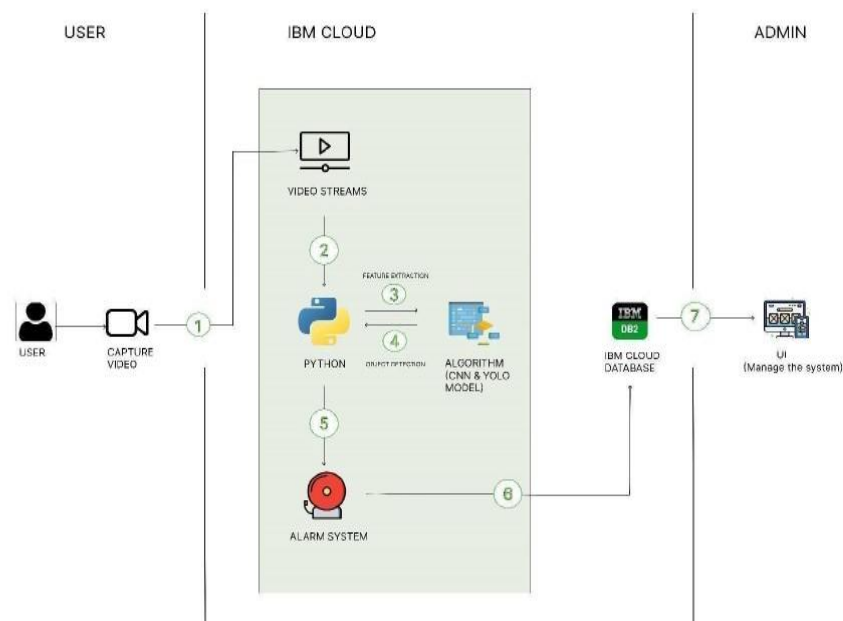 USER
IBM CLOUD
ADMIN
VIDEO STREAMS
2
FEATURE EXTRACTION
3
1
4
7
IBM
DB2
USER
CAPTURE
VIDEO
PYTHON
OBJECT DETECTION
ALGORITHM
(CNN & YOLO
MODEL)
IBM CLOUD
DATABASE
UI
(Manage the system)
5
6
ALARM SYSTEM